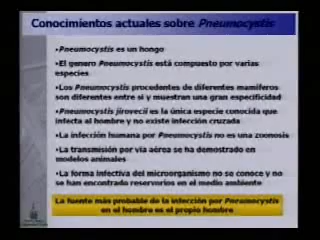 Conocimientos actuales sobre Pneumocystis
•Pneumocystis es un hongo
•El genero Pneumocystis está compuesto por varias
especies
•Los Pneumocystis procedentes de diferentes mamíferos
son diferentes entre si y muestran una gran especificidad
•Pneumocystis jirovecii es la única especie conocida que
infecta al hombre y no existe infección cruzada
•La infección humana por Pneumocystis no es una zoonosis
•La transmisión por vía aérea se ha demostrado en
modelos animales
•La forma infectiva del microorganismo no se conoce y no
se han encontrado reservorios en el medio ambiente
La fuente más probable de la infección por Pneumocystis
en el hombre es el propio hombre